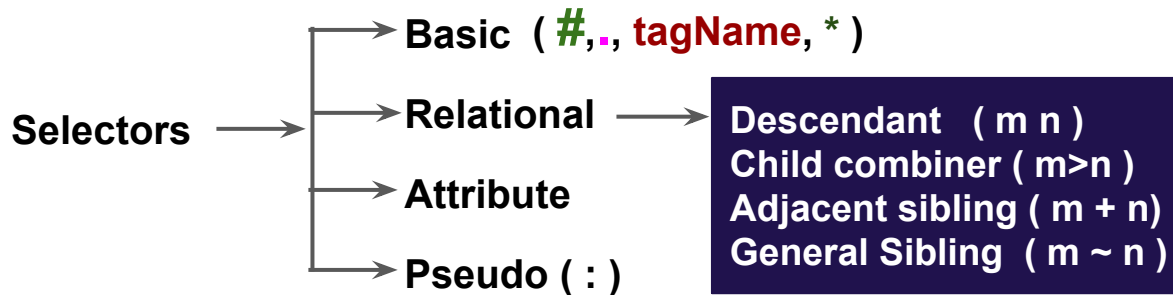 Basic ( #,., tagName, * )
Selectors
Relational
Descendant ( m n )
Child combiner ( m>n )
Adjacent sibling ( m + n)
General Sibling ( m ~ n )
Attribute
Pseudo ( : )